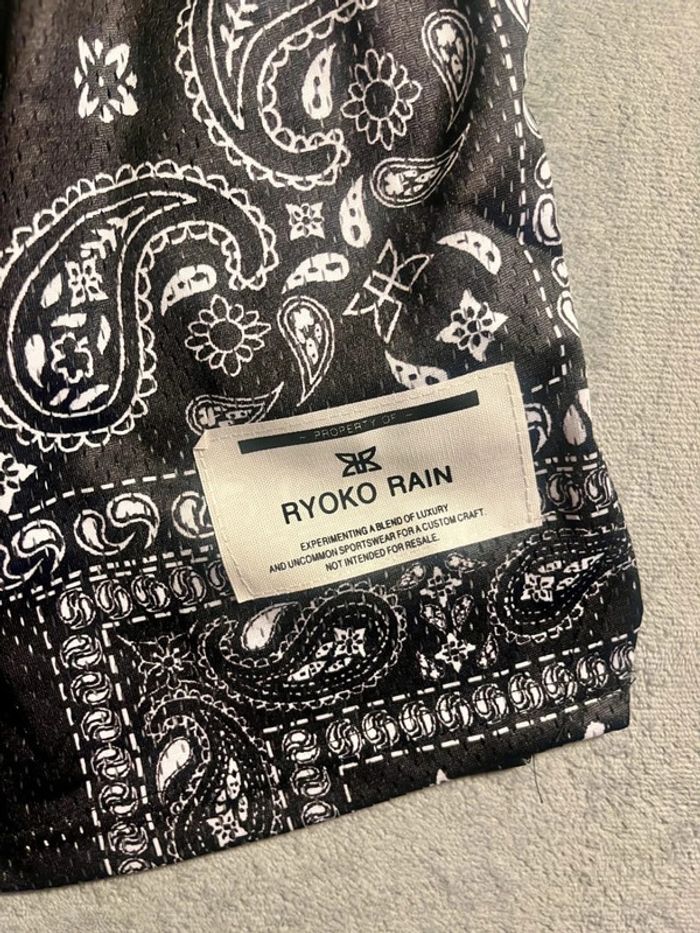 – PROPERTY OF –
RYOKO RAIN
EXPERIMENTING A BLEND OF LUXURY
AND UNCOMMON SPORTSWEAR FOR A CUSTOM CRAFT.
NOT INTENDED FOR RESALE.